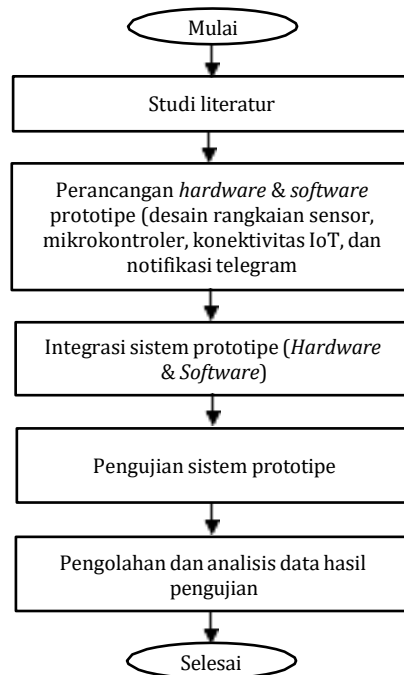 Mulai
Studi literatur
Perancangan hardware & software
prototipe (desain rangkaian sensor,
mikrokontroler, konektivitas IoT, dan
notifikasi telegram
Integrasi sistem prototipe (Hardware
& Software)
Pengujian sistem prototipe
Pengolahan dan analisis data hasil
pengujian
Selesai